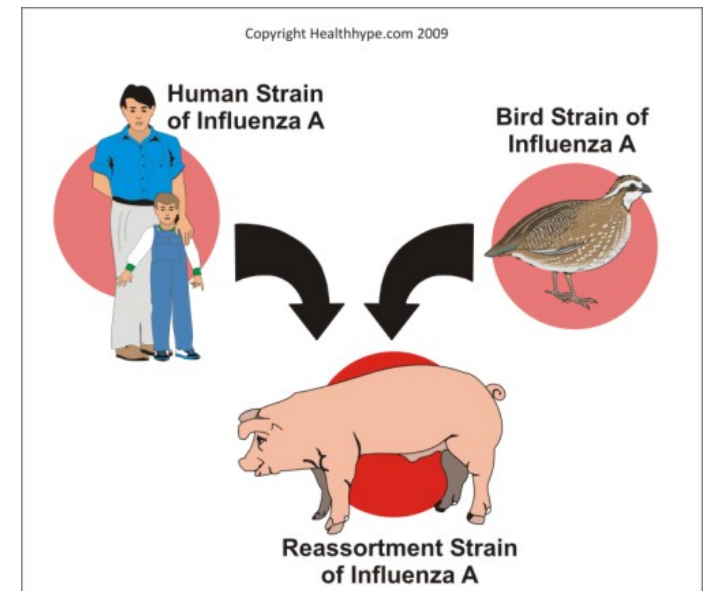 Copyright Healthhype.com 2009
Human Strain
of Influenza A
Bird Strain of
Influenza A
Reassortment Strain
of Influenza A